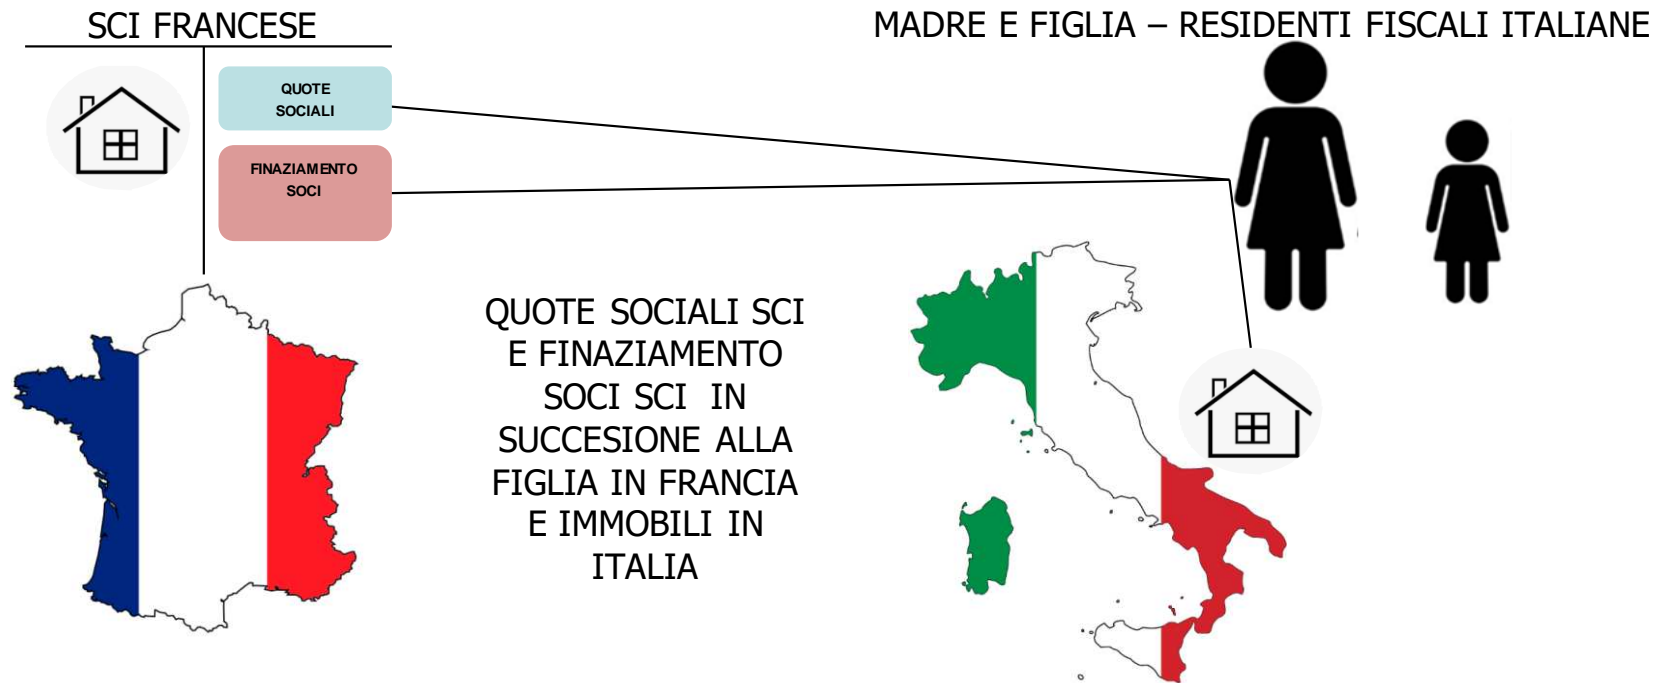 SCI FRANCESE
MADRE E FIGLIA – RESIDENTI FISCALI ITALIANE
QUOTE
SOCIALI
FINAZIAMENTO
SOCI
QUOTE SOCIALI SCI
E FINAZIAMENTO
SOCI SCI IN
SUCCESIONE ALLA
FIGLIA IN FRANCIA
E IMMOBILI IN
ITALIA